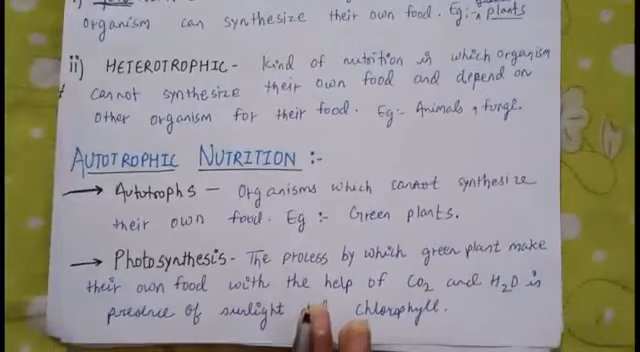 organism can synthesize their own food. Eg:- plants
ii) HETEROTROPHIC - kind of nutrition in which organism
cannot synthesize their own food and depend on
other organism for their food. Eg:- Animals, fungi.
AUTOTROPHIC NUTRITION :-
→ Autotrophs - Organisms which cannot synthesize
their own food. Eg :- Green plants.
→ Photosynthesis - The process by which green plant make
their own food with the help of CO2 and H2O in
presence of sunlight chlorophyll.